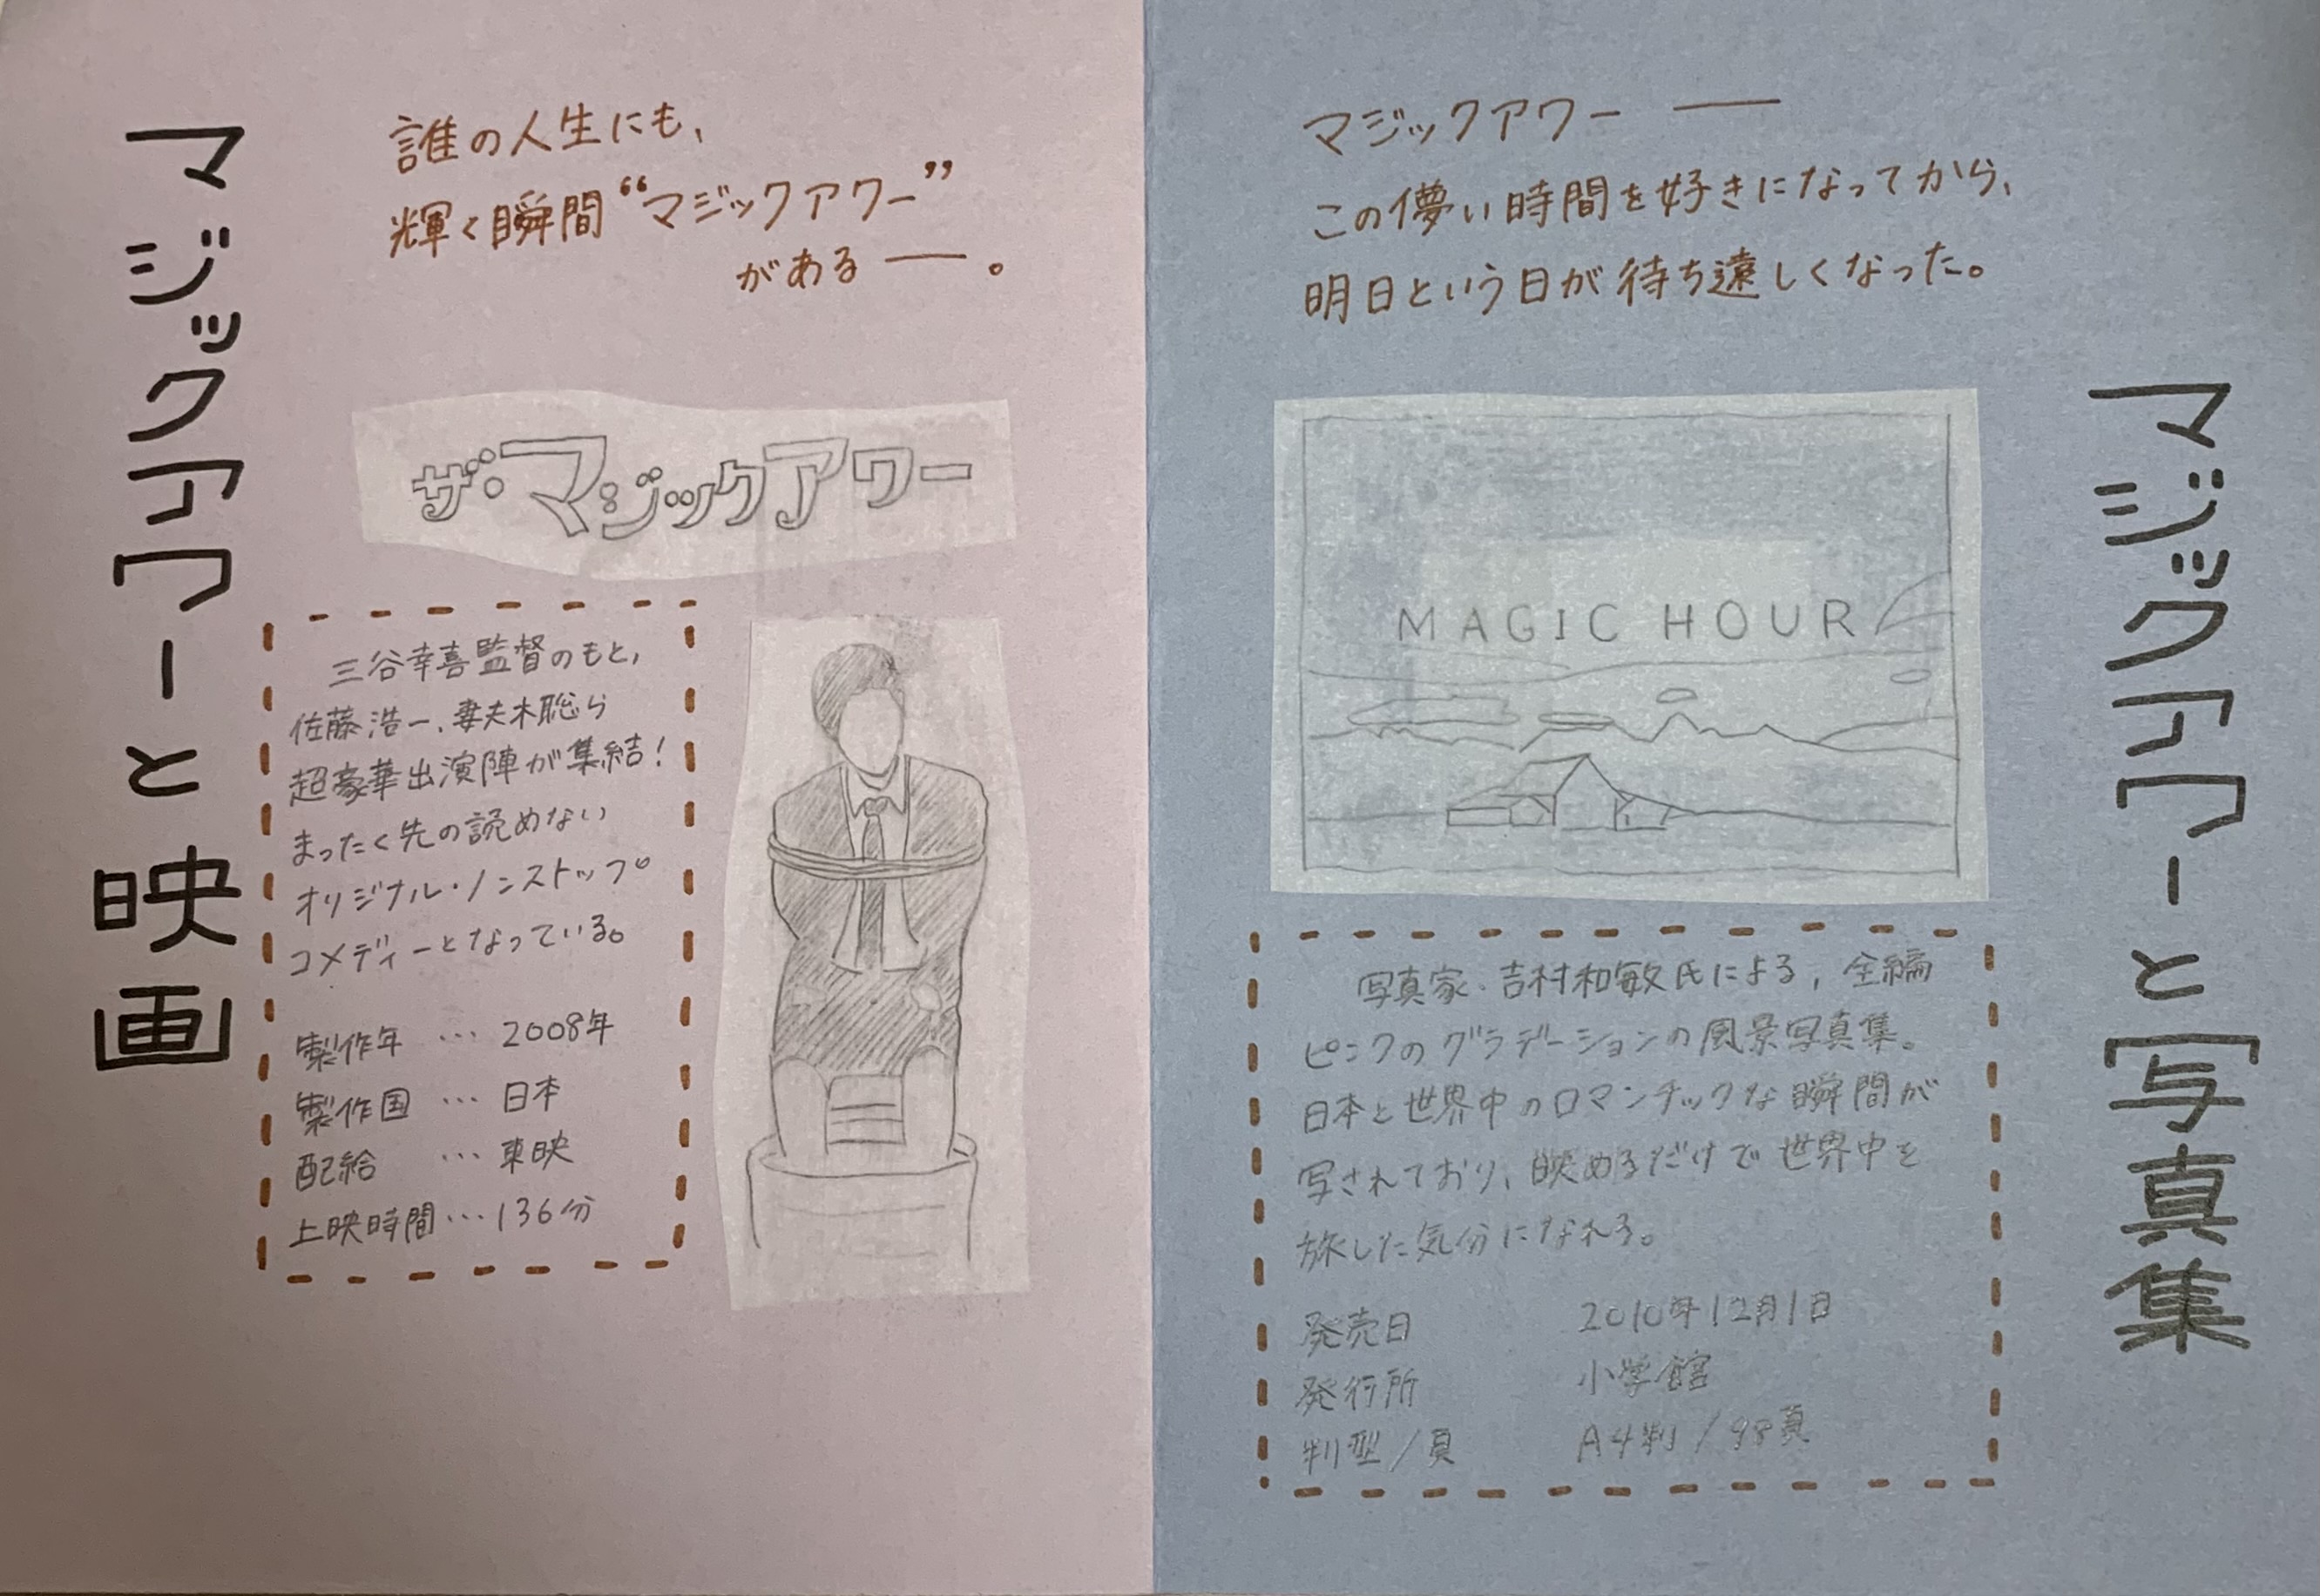 マジックアワーと写真集
マジックアワー ――
この儚い時間を好きになってから、
明日という日が待ち遠しくなった。
MAGIC HOUR
写真家・吉村和敏氏による，全編
ピンクのグラデーションの風景写真集。
日本と世界中のロマンチックな瞬間が
写されており、映めるだけで世界中を
旅した気分になれる。
発売日 2010年12月1日
発行所 小学館
判型／頁 A4判／98頁
マジックアワーと映画
誰の人生にも、
輝く瞬間“マジックアワー”
がある ――。
ザ・マジックアワー
三谷幸喜監督のもと，
佐藤浩一、妻夫木聡ら
超豪華出演陣が集結！
まったく先の読めない
オリジナル・ノンストップ
コメディーとなっている。
製作年 … 2008年
製作国 … 日本
配給 … 東映
上映時間…136分